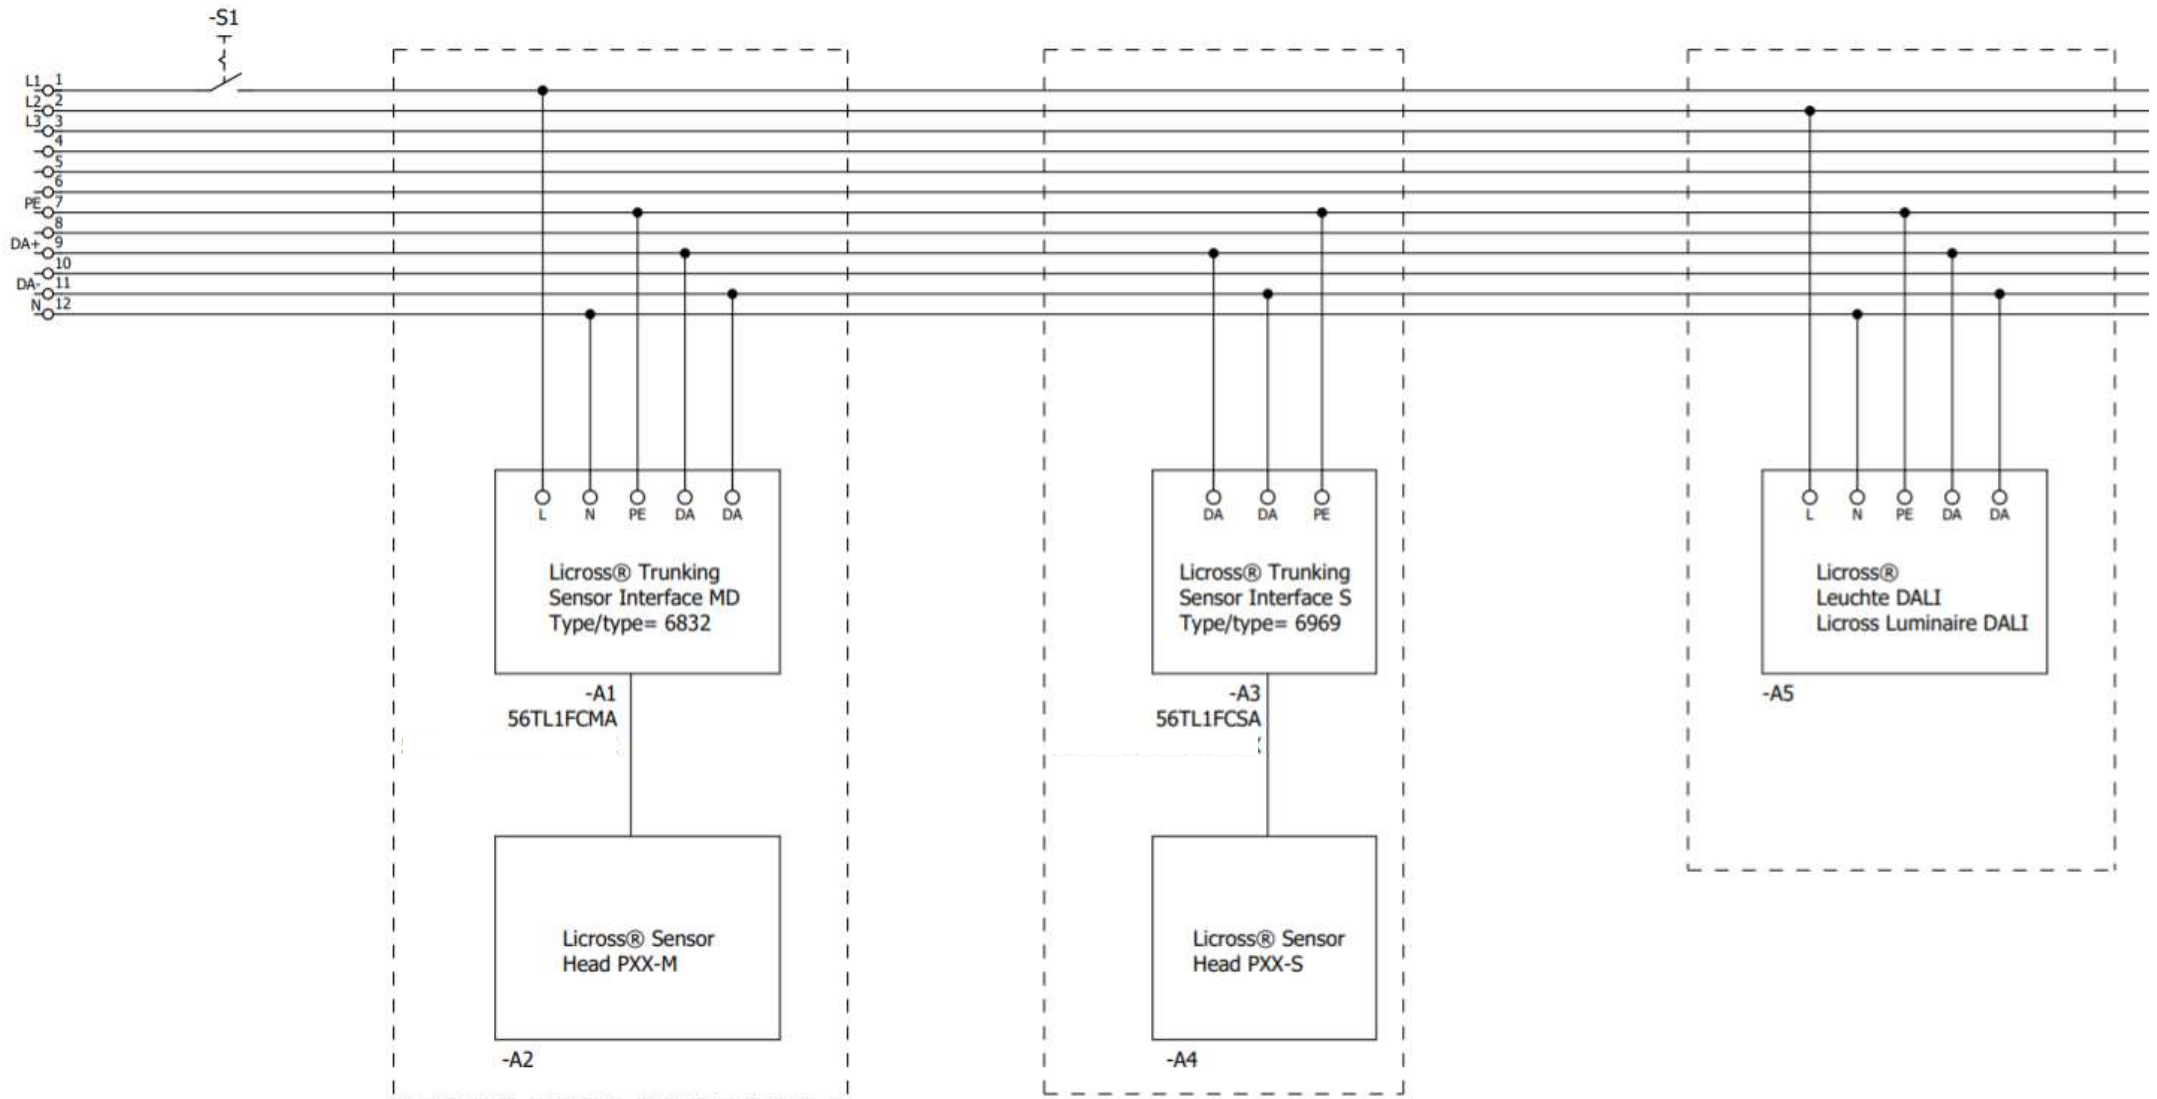 -S1
L1 1
L2 2
L3 3
4
5
6
PE 7
8
DA+ 9
10
DA- 11
N 12
L N PE DA DA
Licross® Trunking
Sensor Interface MD
Type/type= 6832
-A1
56TL1FCMA
Licross® Sensor
Head PXX-M
-A2
DA DA PE
Licross® Trunking
Sensor Interface S
Type/type= 6969
-A3
56TL1FCSA
Licross® Sensor
Head PXX-S
-A4
L N PE DA DA
Licross®
Leuchte DALI
Licross Luminaire DALI
-A5